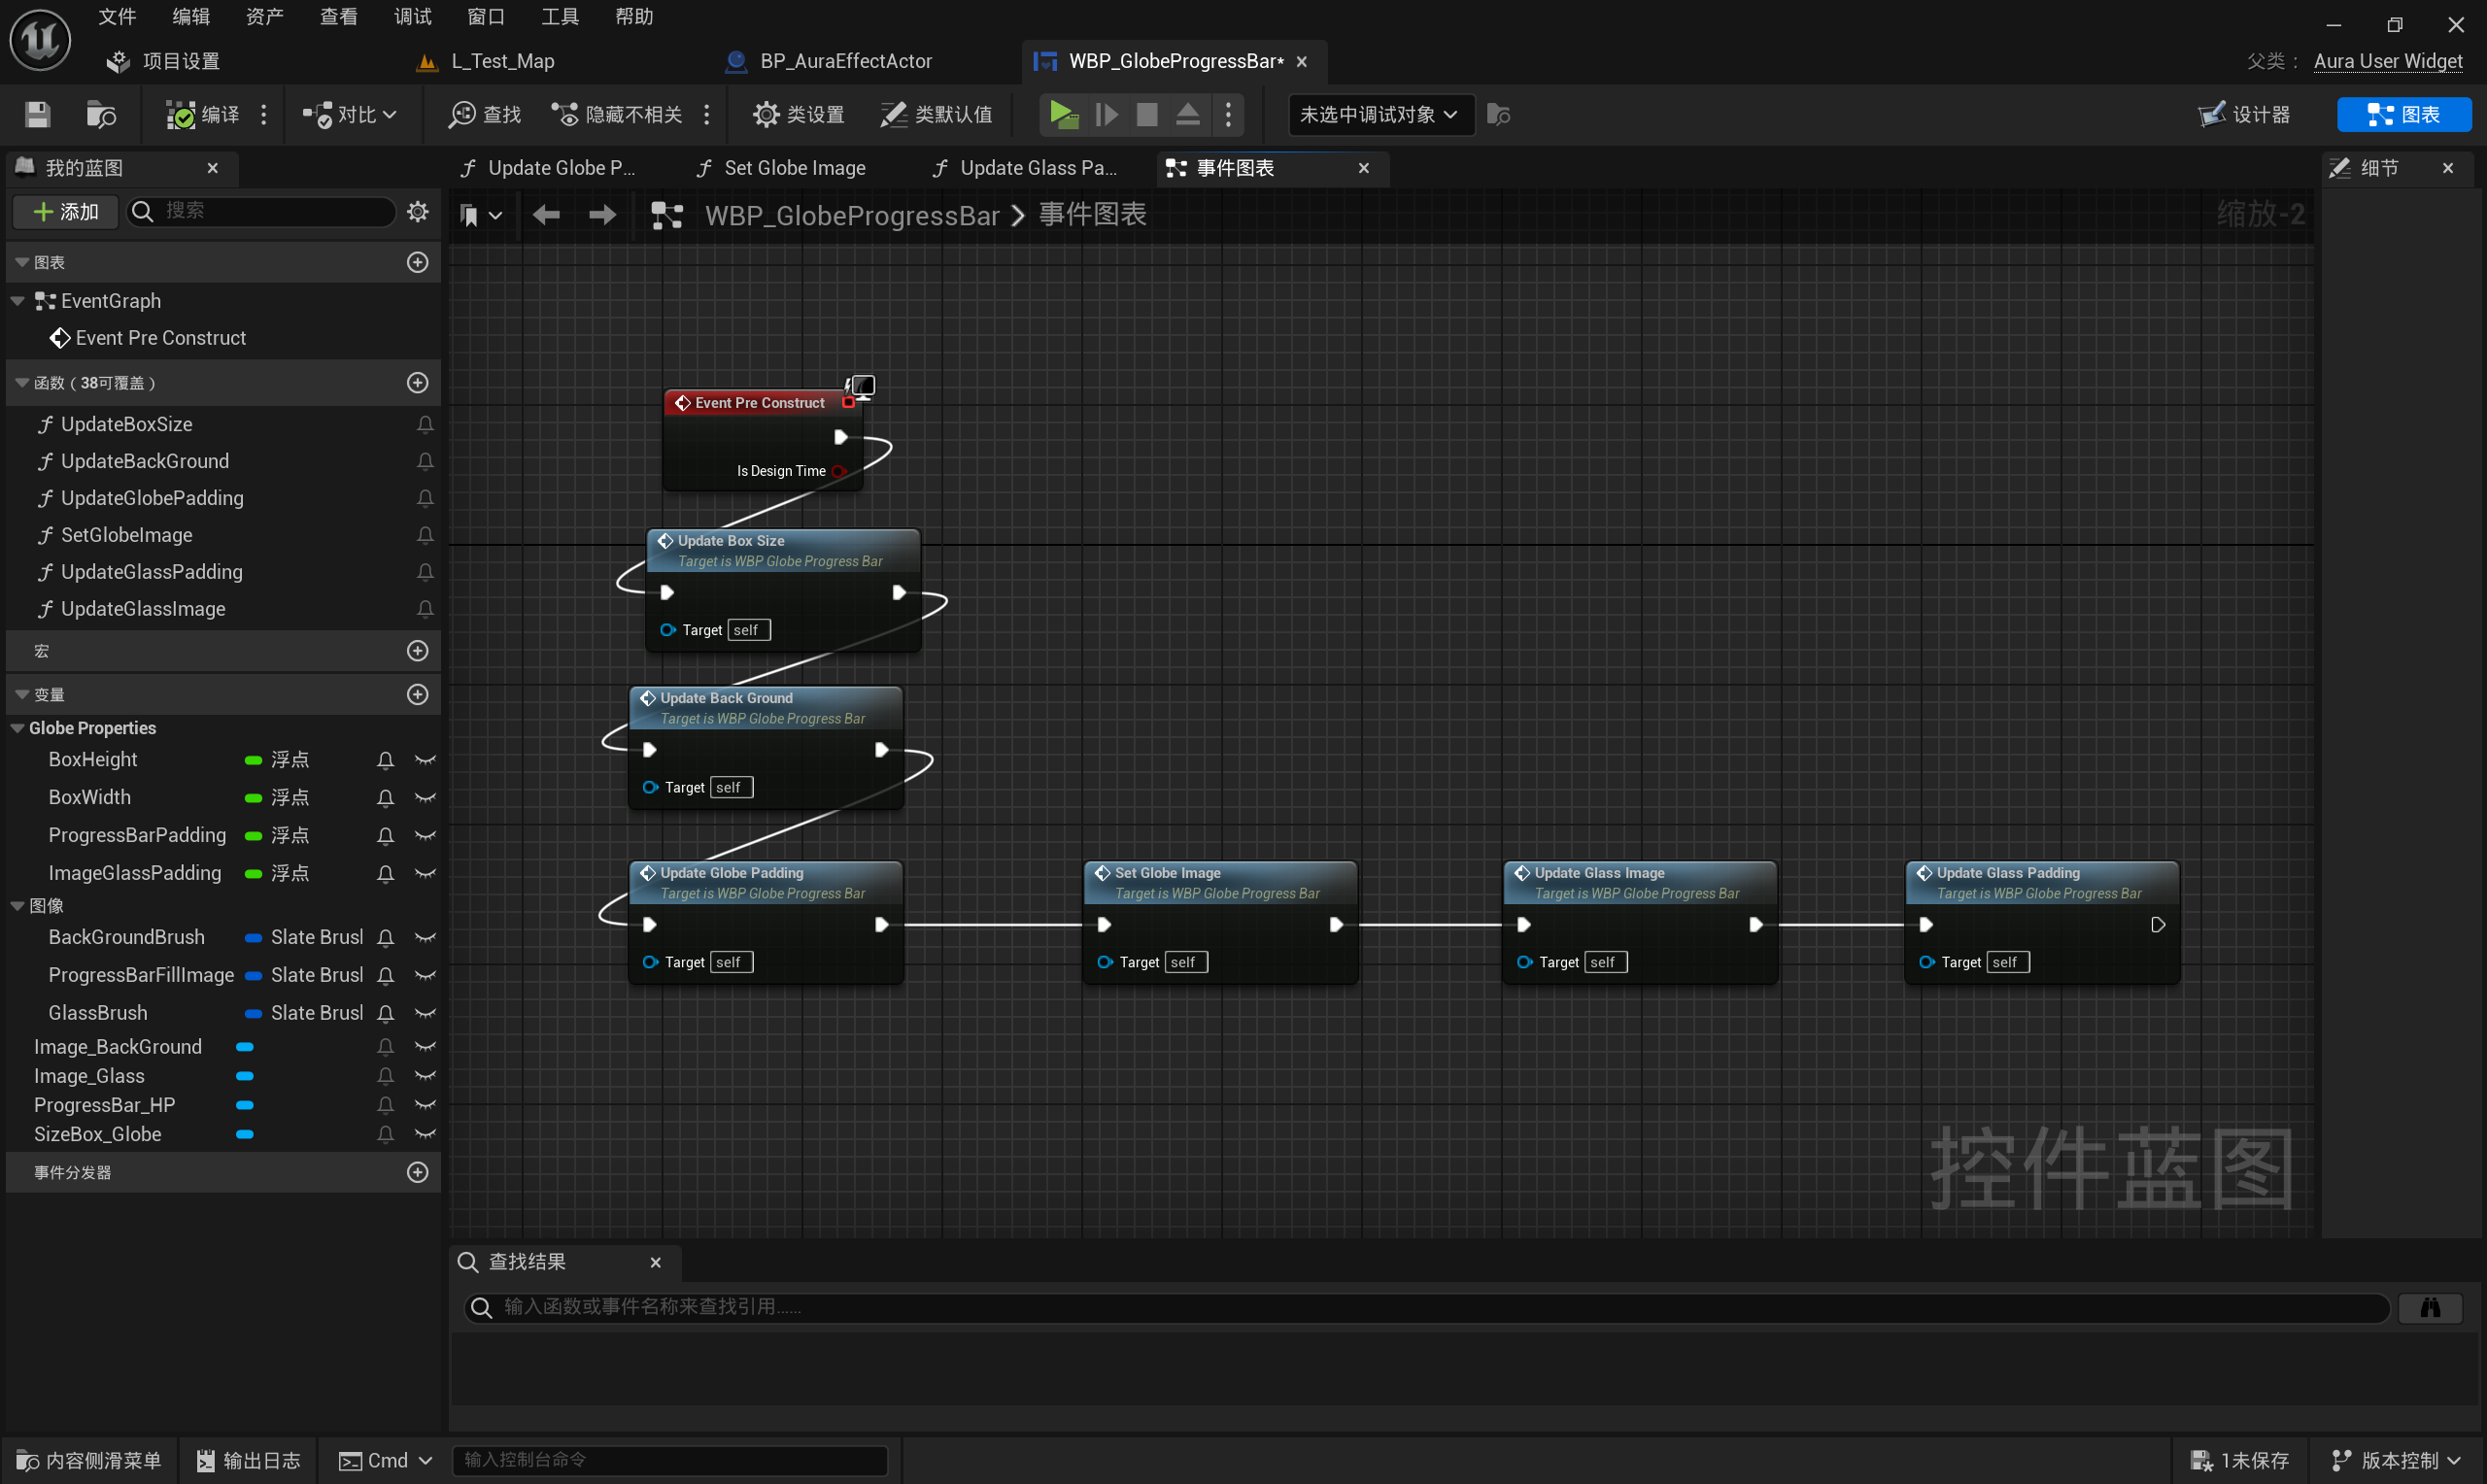 文件 编辑 资产 查看 调试 窗口 工具 帮助
项目设置 L_Test_Map BP_AuraEffectActor WBP_GlobeProgressBar* 父类： Aura User Widget
编译 对比 查找 隐藏不相关 类设置 类默认值 未选中调试对象 设计器 图表
我的蓝图 Update Globe P... Set Globe Image Update Glass Pa... 事件图表 细节
添加 搜索
WBP_GlobeProgressBar 事件图表 缩放-2
图表
EventGraph
Event Pre Construct
函数（38可覆盖）
UpdateBoxSize
UpdateBackGround
UpdateGlobePadding
SetGlobeImage
UpdateGlassPadding
UpdateGlassImage
宏
变量
Globe Properties
BoxHeight 浮点
BoxWidth 浮点
ProgressBarPadding 浮点
ImageGlassPadding 浮点
图像
BackGroundBrush Slate Brusl
ProgressBarFillImage Slate Brusl
GlassBrush Slate Brusl
Image_BackGround
Image_Glass
ProgressBar_HP
SizeBox_Globe
事件分发器
Event Pre Construct
Is Design Time
Update Box Size
Target is WBP Globe Progress Bar
Target self
Update Back Ground
Target is WBP Globe Progress Bar
Target self
Update Globe Padding
Target is WBP Globe Progress Bar
Target self
Set Globe Image
Target is WBP Globe Progress Bar
Target self
Update Glass Image
Target is WBP Globe Progress Bar
Target self
Update Glass Padding
Target is WBP Globe Progress Bar
Target self
控件蓝图
查找结果
输入函数或事件名称来查找引用......
内容侧滑菜单 输出日志 Cmd 输入控制台命令 1未保存 版本控制